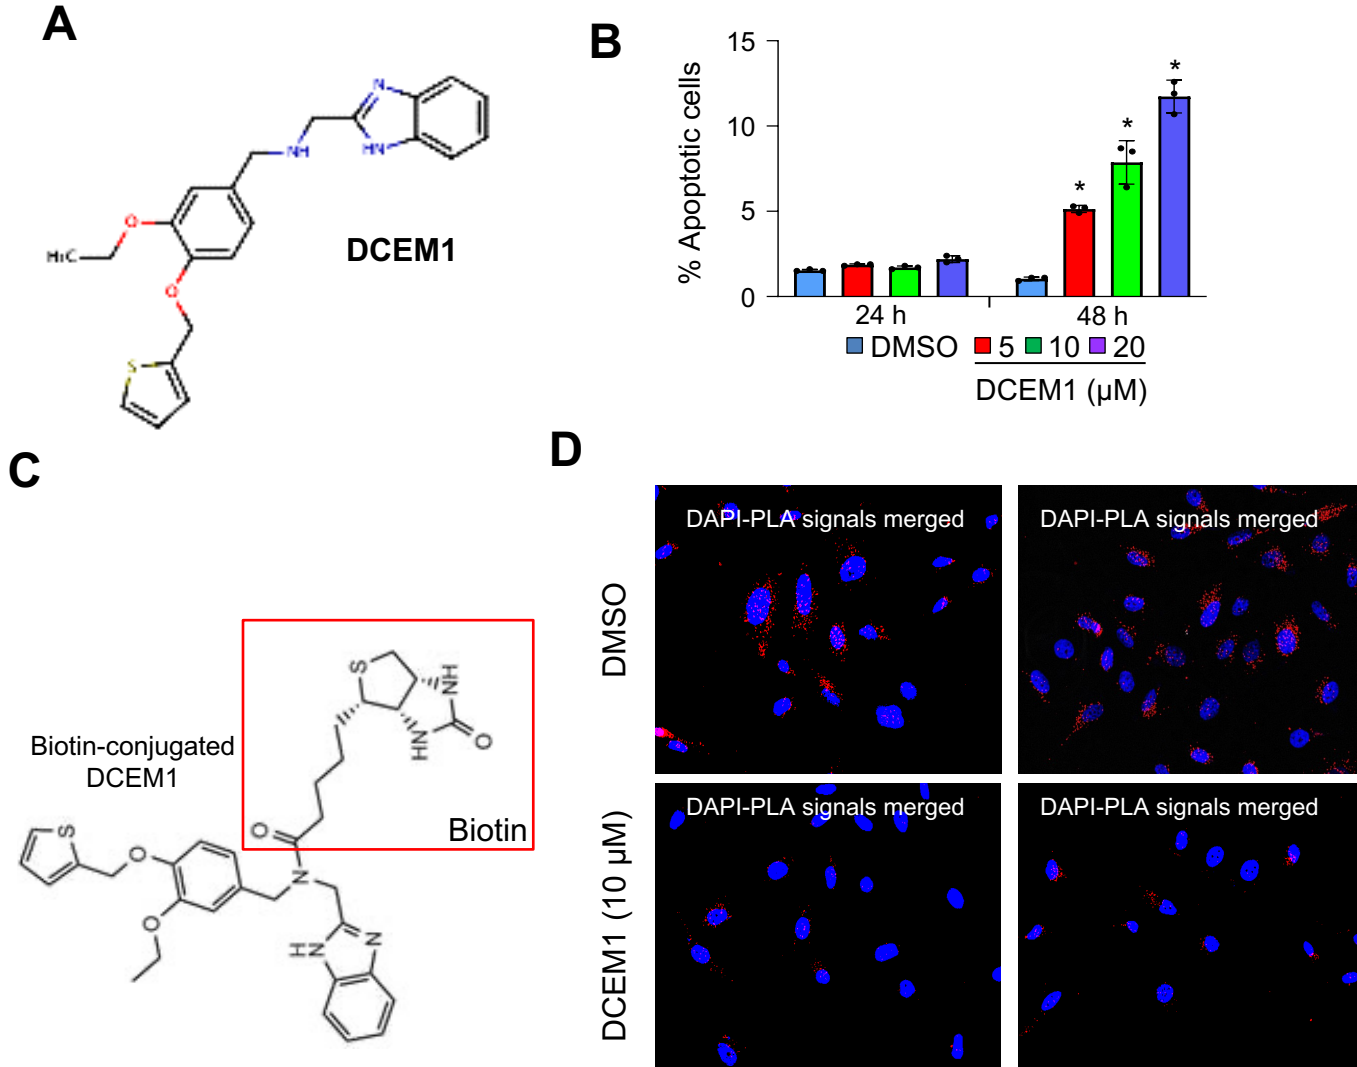 A
N
HN
NH
O
H₃C
O
S
DCEM1
B
% Apoptotic cells
15
10
5
0
*
*
*
24 h
48 h
DMSO
5
10
20
DCEM1 (µM)
C
Biotin-conjugated
DCEM1
S
NH
HN
O
O
Biotin
S
O
O
N
H
N
N
D
DMSO
DAPI-PLA signals merged
DAPI-PLA signals merged
DCEM1 (10 µM)
DAPI-PLA signals merged
DAPI-PLA signals merged